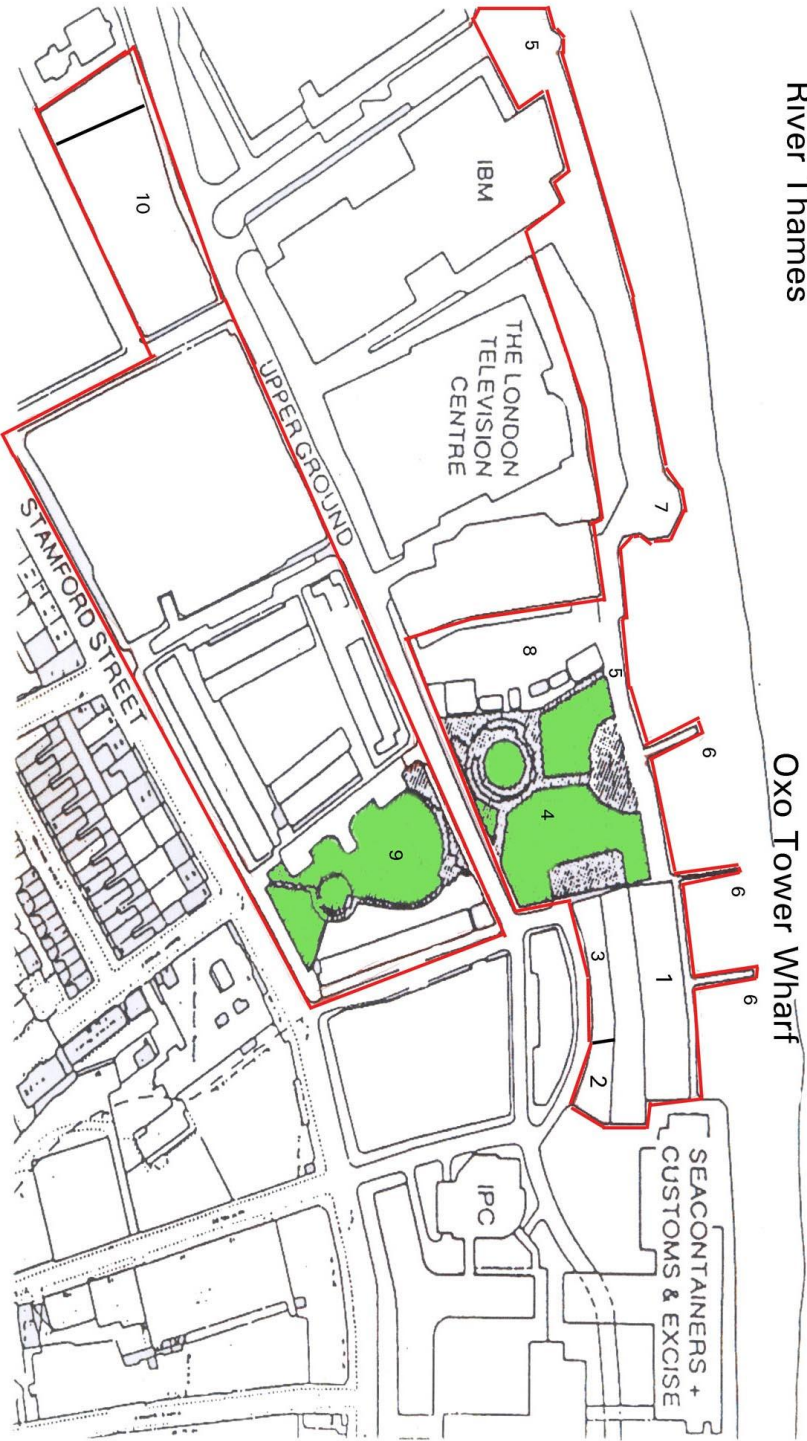 River Thames
Oxo Tower Wharf
5
IBM
THE LONDON
TELEVISION
CENTRE
7
8
5
6
6
6
4
3
1
2
SEACONTAINERS +
CUSTOMS & EXCISE
IPC
10
UPPER GROUND
9
STAMFORD STREET